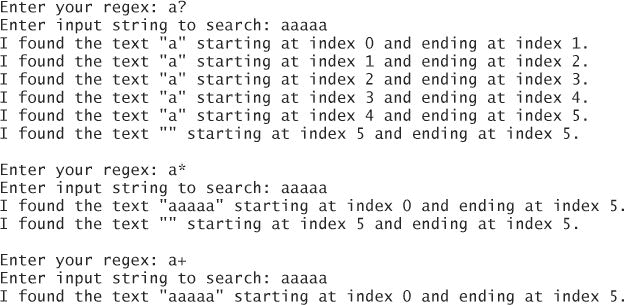 Enter your regex: a?
Enter input string to search: aaaaa
I found the text "a" starting at index 0 and ending at index 1.
I found the text "a" starting at index 1 and ending at index 2.
I found the text "a" starting at index 2 and ending at index 3.
I found the text "a" starting at index 3 and ending at index 4.
I found the text "a" starting at index 4 and ending at index 5.
I found the text "" starting at index 5 and ending at index 5.
Enter your regex: a*
Enter input string to search: aaaaa
I found the text "aaaaa" starting at index 0 and ending at index 5.
I found the text "" starting at index 5 and ending at index 5.
Enter your regex: a+
Enter input string to search: aaaaa
I found the text "aaaaa" starting at index 0 and ending at index 5.